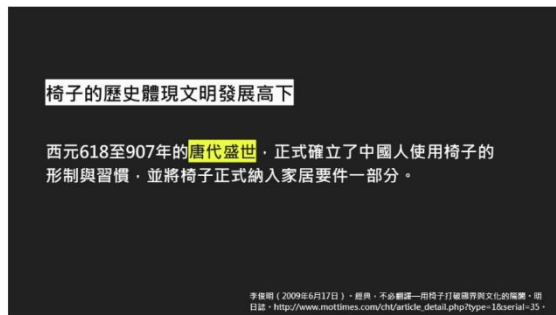 椅子的歷史體現文明發展高下
西元618至907年的唐代盛世，正式確立了中國人使用椅子的
形制與習慣，並將椅子正式納入家居要件一部分。
李俊明（2009年6月17日）。經典，不必翻譯—用椅子打破國界與文化的隔閡。明
日誌。http://www.mottimes.com/cht/article_detail.php?type=1&serial=35。